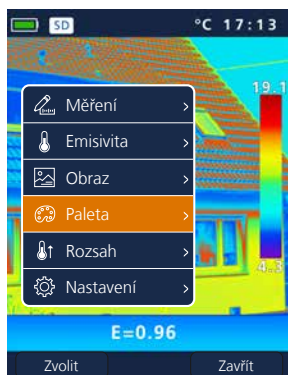 SD °C 17:13
19.1
Měření
Emisivita
Obraz
Paleta
Rozsah
4.3
Nastavení
E=0.96
Zvolit Zavřít